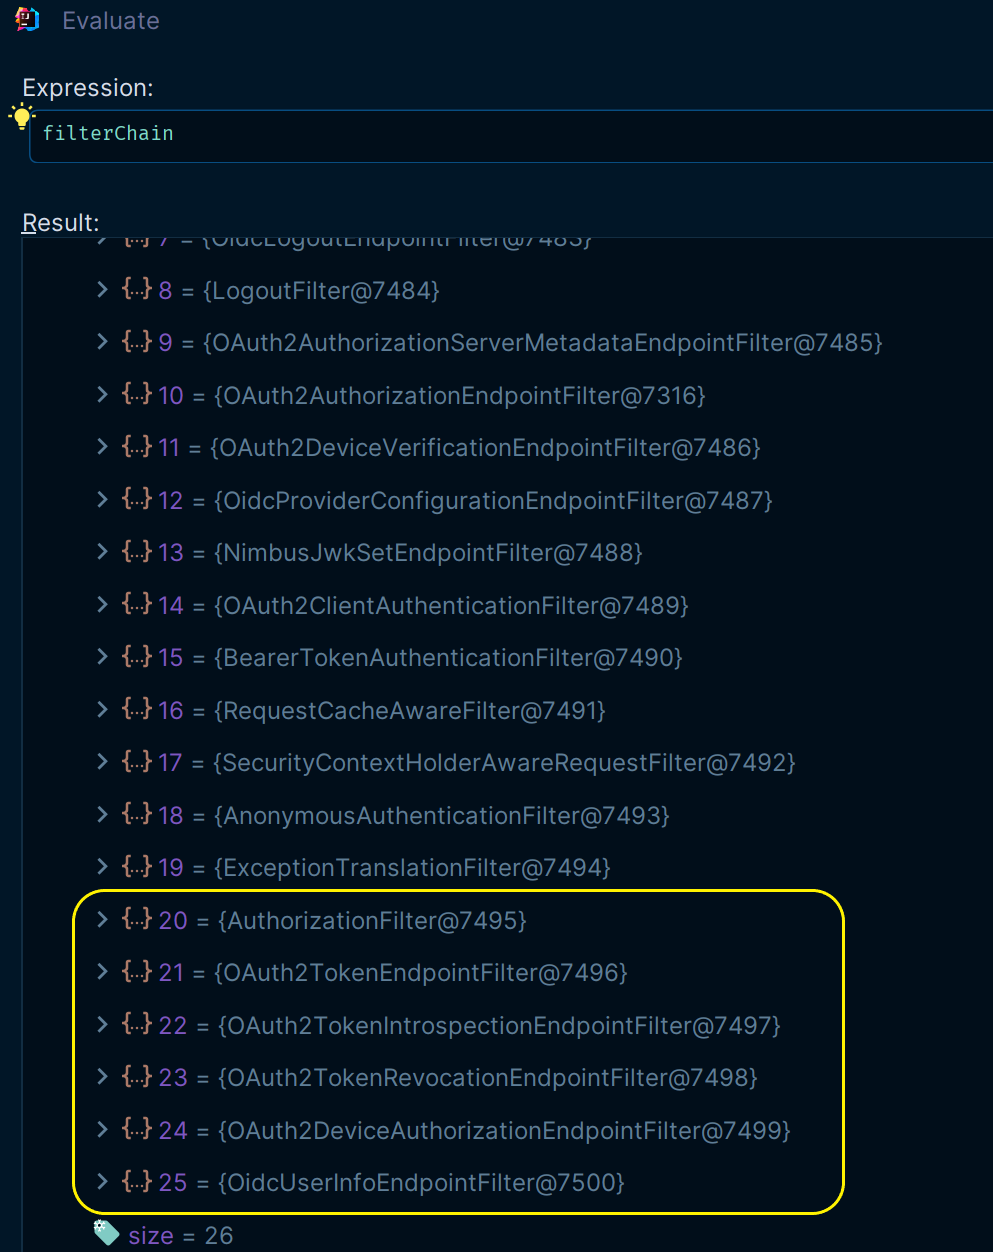 Evaluate
Expression:
filterChain
Result:
{...} 7 = {OidcLogoutEndpointFilter@7483}
{...} 8 = {LogoutFilter@7484}
{...} 9 = {OAuth2AuthorizationServerMetadataEndpointFilter@7485}
{...} 10 = {OAuth2AuthorizationEndpointFilter@7316}
{...} 11 = {OAuth2DeviceVerificationEndpointFilter@7486}
{...} 12 = {OidcProviderConfigurationEndpointFilter@7487}
{...} 13 = {NimbusJwkSetEndpointFilter@7488}
{...} 14 = {OAuth2ClientAuthenticationFilter@7489}
{...} 15 = {BearerTokenAuthenticationFilter@7490}
{...} 16 = {RequestCacheAwareFilter@7491}
{...} 17 = {SecurityContextHolderAwareRequestFilter@7492}
{...} 18 = {AnonymousAuthenticationFilter@7493}
{...} 19 = {ExceptionTranslationFilter@7494}
{...} 20 = {AuthorizationFilter@7495}
{...} 21 = {OAuth2TokenEndpointFilter@7496}
{...} 22 = {OAuth2TokenIntrospectionEndpointFilter@7497}
{...} 23 = {OAuth2TokenRevocationEndpointFilter@7498}
{...} 24 = {OAuth2DeviceAuthorizationEndpointFilter@7499}
{...} 25 = {OidcUserInfoEndpointFilter@7500}
size = 26